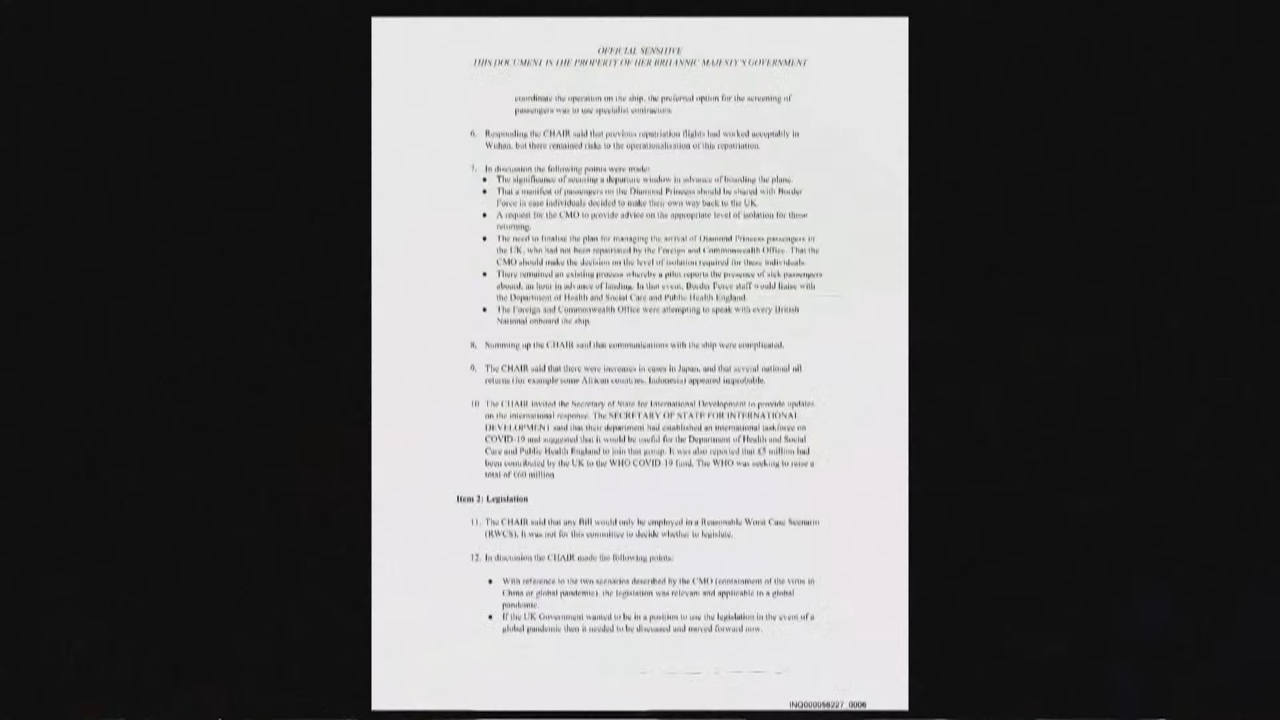 OFFICIAL SENSITIVE
THIS DOCUMENT IS THE PROPERTY OF HER BRITANNIC MAJESTY'S GOVERNMENT
coordinate the operation on the ship, the preferred option for the screening of
passengers was to use specialist contractors.
6. Responding the CHAIR said that previous repatriation flights had worked acceptably in
Wuhan, but there remained risks to the operationalisation of this repatriation.
7. In discussion the following points were made:
• The significance of securing a departure window in advance of boarding the plane.
• That a manifest of passengers on the Diamond Princess should be shared with Border
Force in case individuals decided to make their own way back to the UK.
• A request for the CMO to provide advice on the appropriate level of isolation for those
returning.
• The need to finalise the plan for managing the arrival of Diamond Princess passengers in
the UK, who had not been repatriated by the Foreign and Commonwealth Office. That the
CMO should make the decision on the level of isolation required for these individuals.
• There remained an existing process whereby a pilot reports the presence of sick passengers
aboard, an hour in advance of landing. In that event, Border Force staff would liaise with
the Department of Health and Social Care and Public Health England.
• The Foreign and Commonwealth Office were attempting to speak with every British
National onboard the ship.
8. Summing up the CHAIR said that communications with the ship were complicated.
9. The CHAIR said that there were increases in cases in Japan, and that several national nil
returns (for example some African countries, Indonesia) appeared improbable.
10. The CHAIR invited the Secretary of State for International Development to provide updates
on the international response. The SECRETARY OF STATE FOR INTERNATIONAL
DEVELOPMENT said that their department had established an international taskforce on
COVID-19 and suggested that it would be useful for the Department of Health and Social
Care and Public Health England to join that group. It was also reported that £5 million had
been contributed by the UK to the WHO COVID-19 fund. The WHO was seeking to raise a
total of £60 million
Item 2: Legislation
11. The CHAIR said that any Bill would only be employed in a Reasonable Worst Case Scenario
(RWCS). It was not for this committee to decide whether to legislate.
12. In discussion the CHAIR made the following points:
• With reference to the two scenarios described by the CMO (containment of the virus in
China or global pandemic), the legislation was relevant and applicable to a global
pandemic.
• If the UK Government wanted to be in a position to use the legislation in the event of a
global pandemic then it needed to be discussed and moved forward now.
INQ000056227_0006